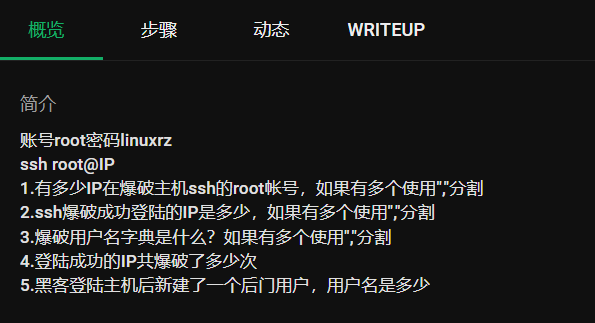 概览 步骤 动态 WRITEUP
简介
账号root密码linuxrz
ssh root@IP
1.有多少IP在爆破主机ssh的root帐号，如果有多个使用","分割
2.ssh爆破成功登陆的IP是多少，如果有多个使用","分割
3.爆破用户名字典是什么？如果有多个使用","分割
4.登陆成功的IP共爆破了多少次
5.黑客登陆主机后新建了一个后门用户，用户名是多少